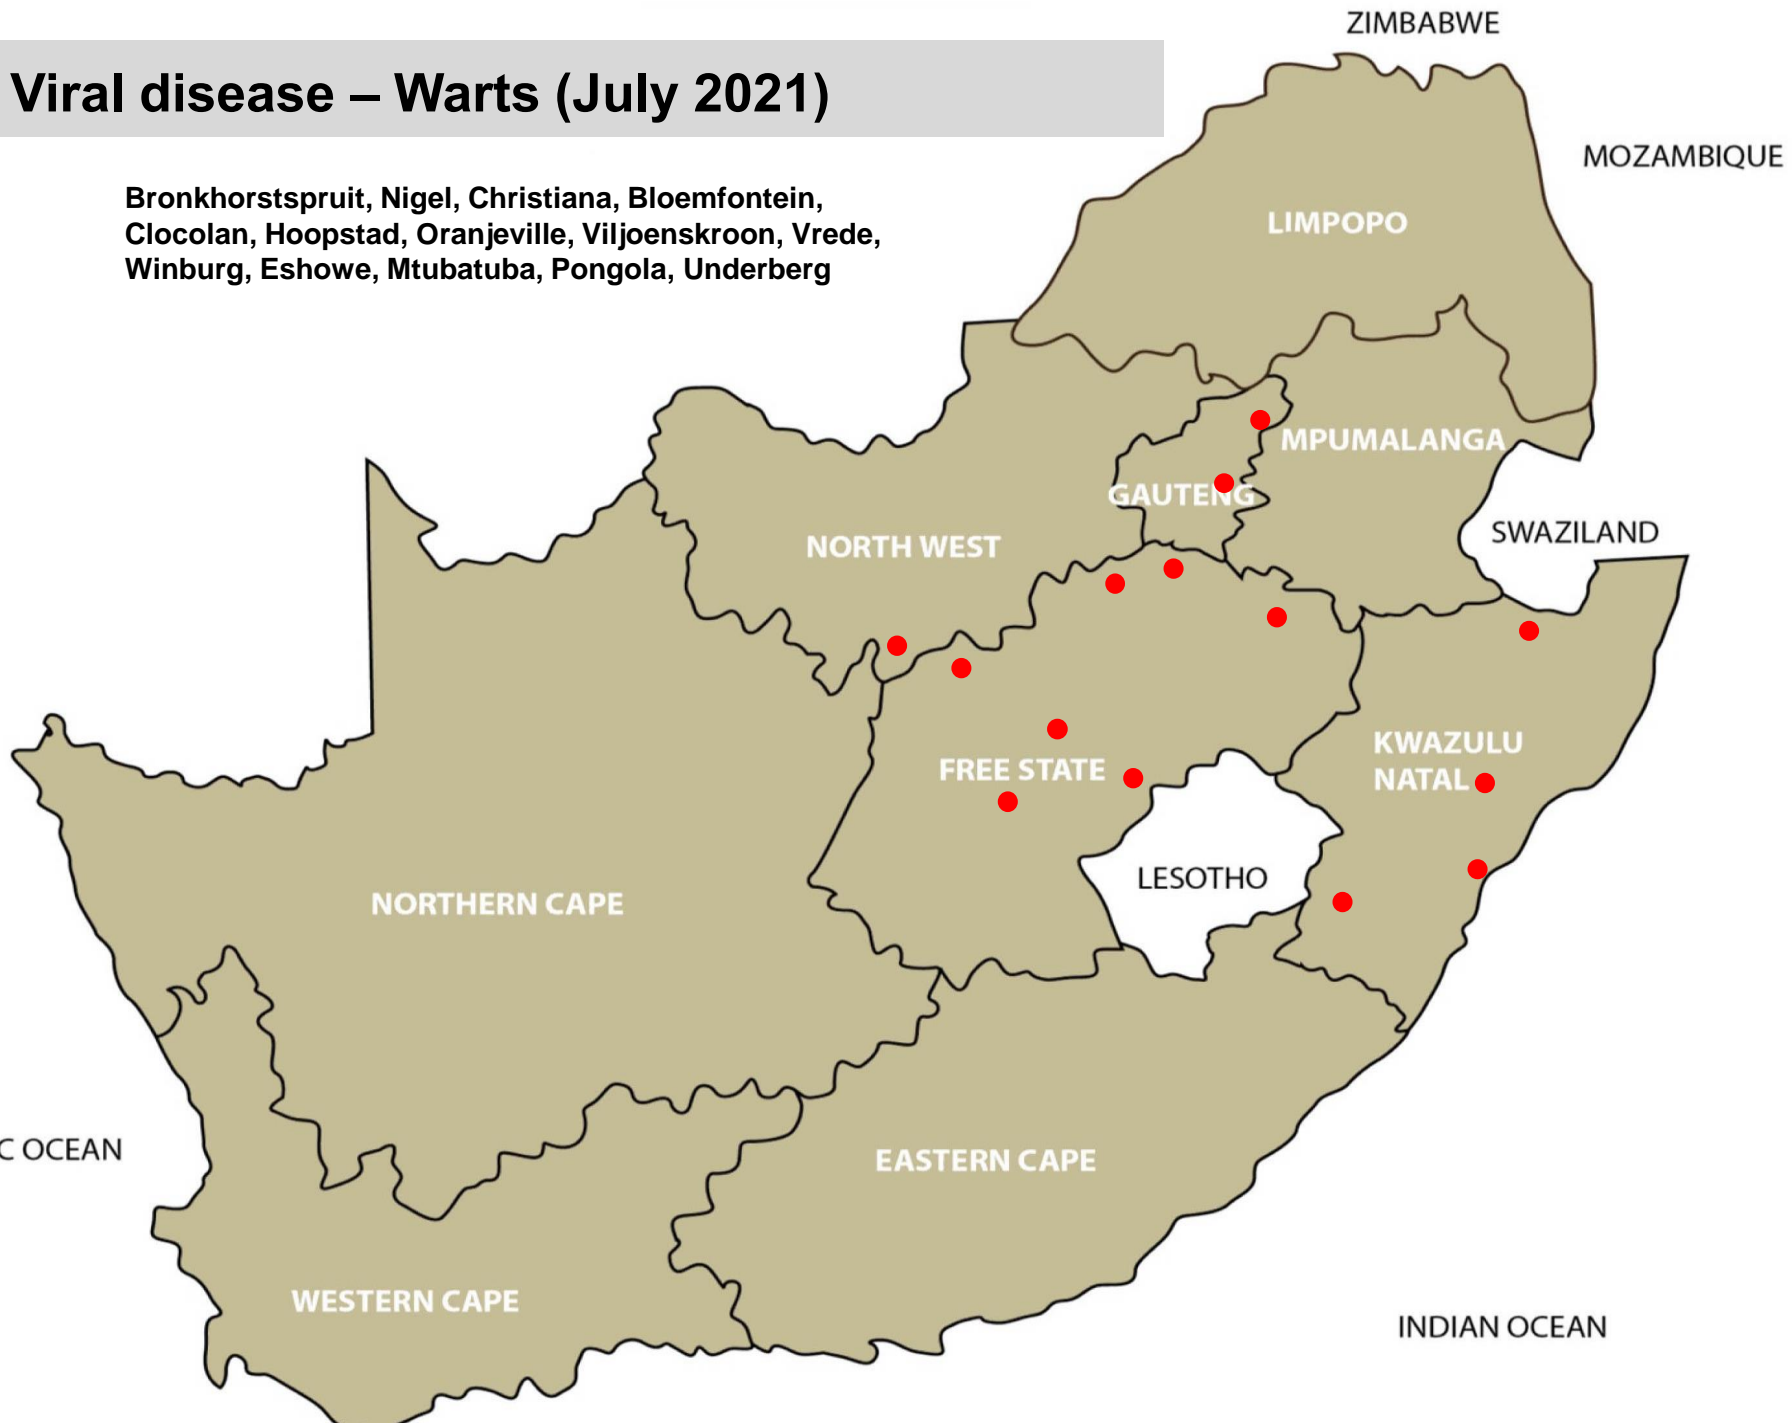 ZIMBABWE
Viral disease – Warts (July 2021)
MOZAMBIQUE
Bronkhorstspruit, Nigel, Christiana, Bloemfontein,
Clocolan, Hoopstad, Oranjeville, Viljoenskroon, Vrede,
Winburg, Eshowe, Mtubatuba, Pongola, Underberg
LIMPOPO
MPUMALANGA
GAUTENG
SWAZILAND
NORTH WEST
KWAZULU
NATAL
FREE STATE
LESOTHO
NORTHERN CAPE
C OCEAN
EASTERN CAPE
WESTERN CAPE
INDIAN OCEAN